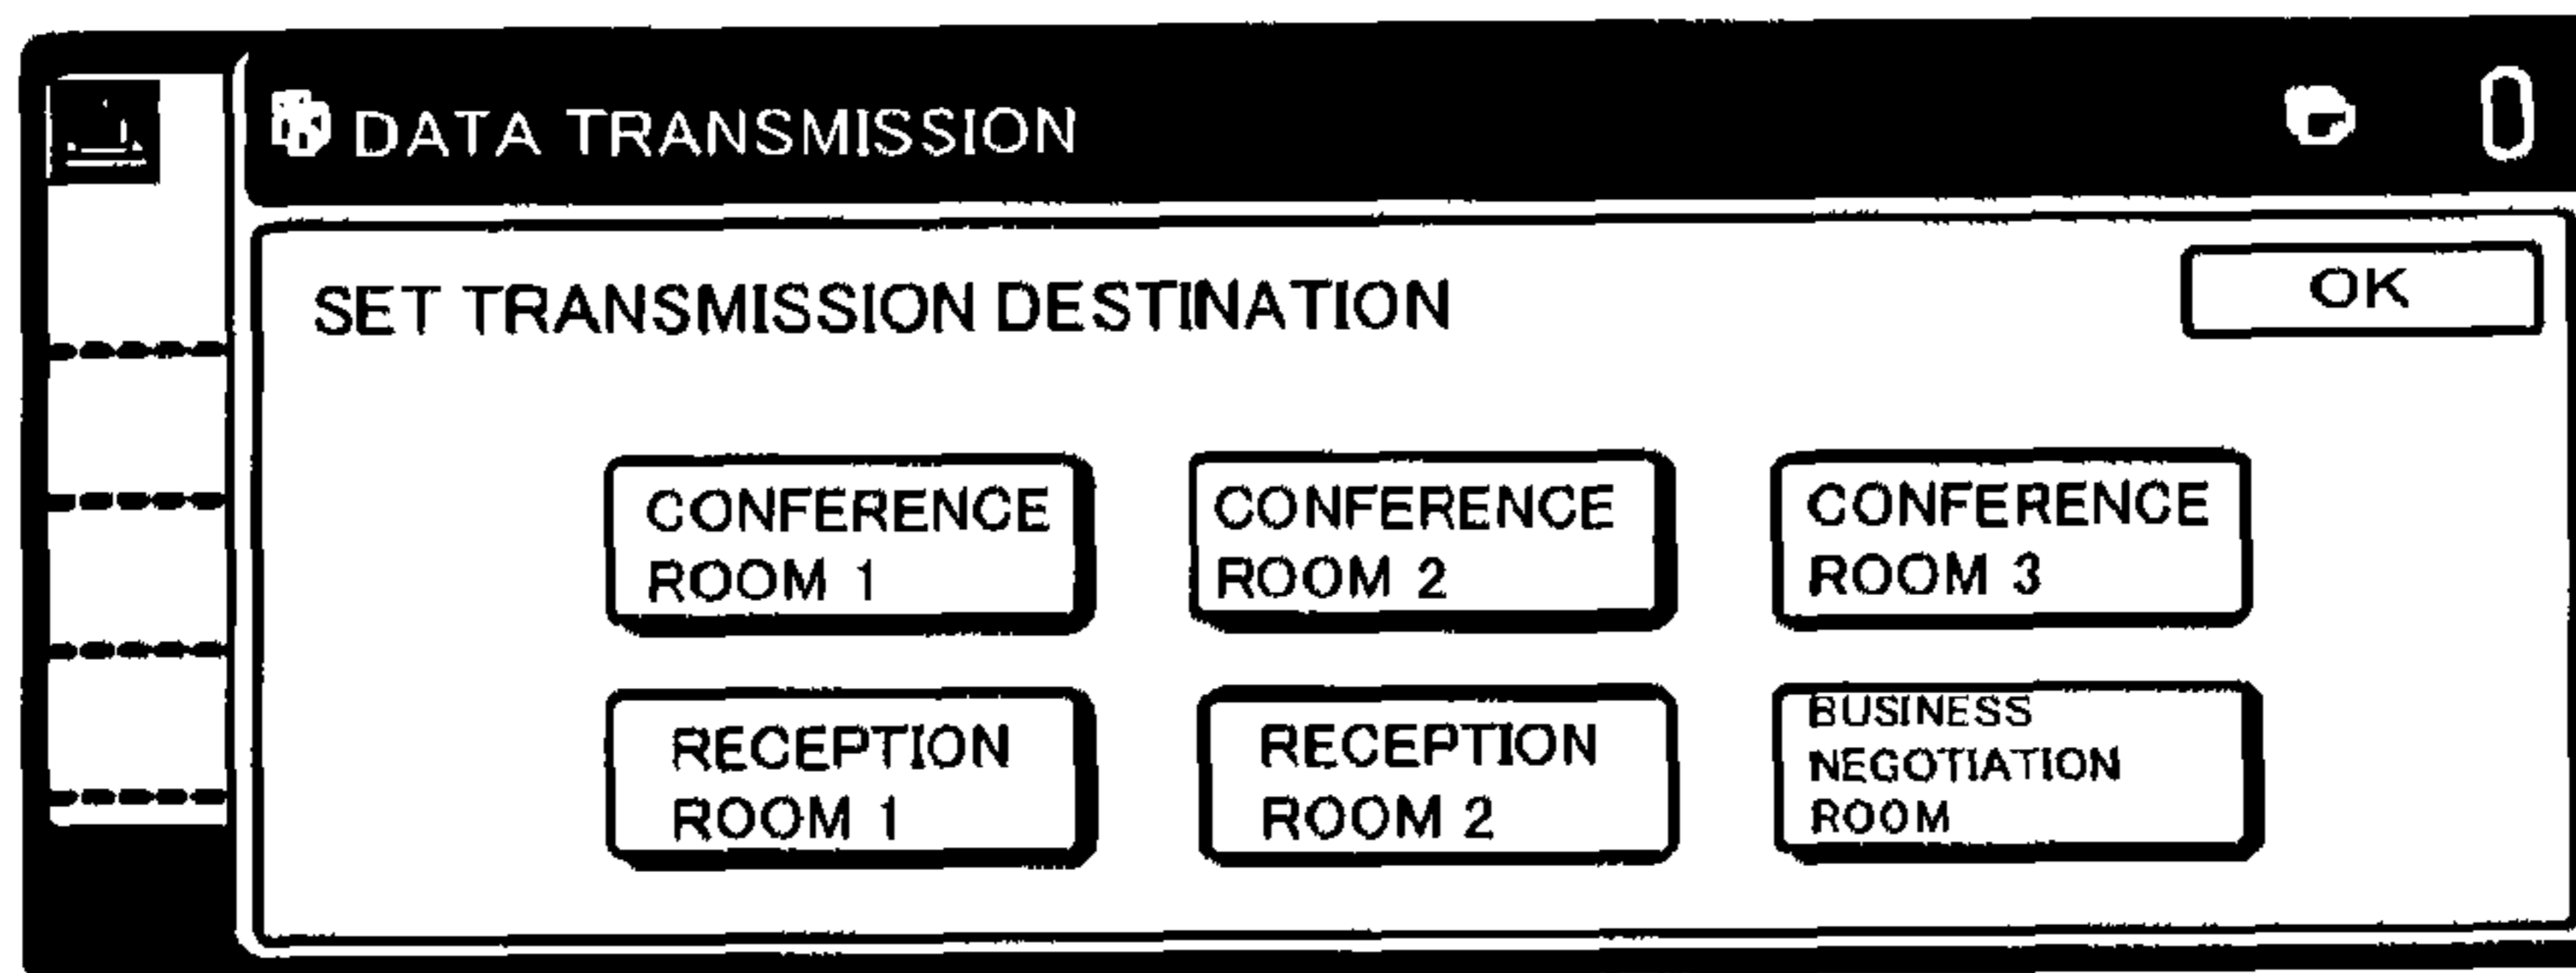 DATA TRANSMISSION
SET TRANSMISSION DESTINATION
OK
CONFERENCE
ROOM 1
CONFERENCE
ROOM 2
CONFERENCE
ROOM 3
RECEPTION
ROOM 1
RECEPTION
ROOM 2
BUSINESS
NEGOTIATION
ROOM